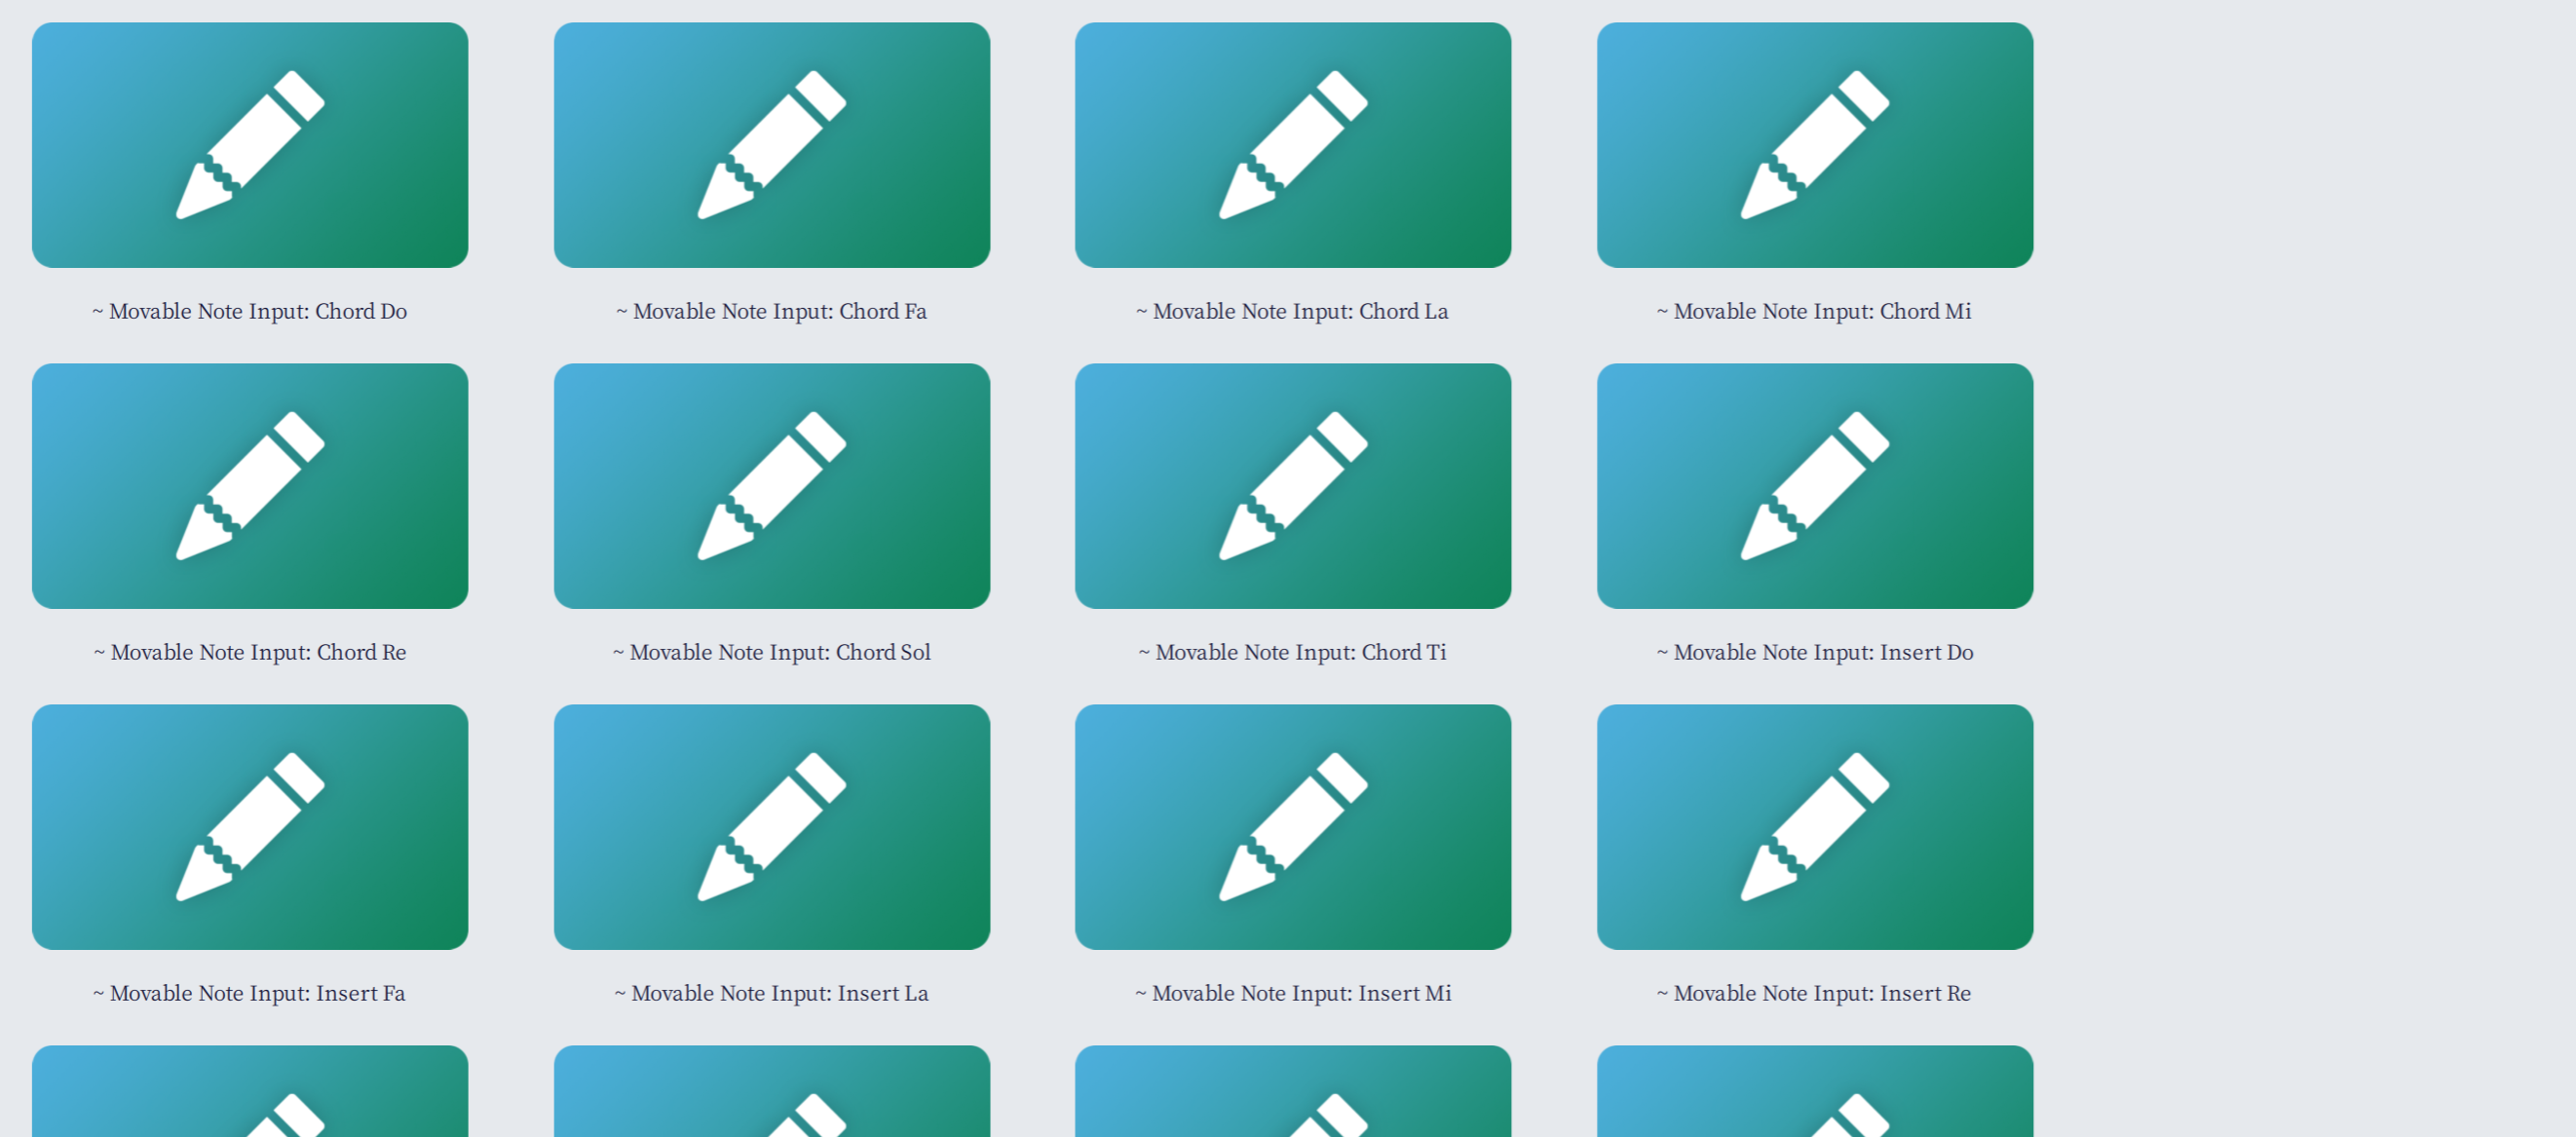 ~ Movable Note Input: Chord Do
~ Movable Note Input: Chord Fa
~ Movable Note Input: Chord La
~ Movable Note Input: Chord Mi
~ Movable Note Input: Chord Re
~ Movable Note Input: Chord Sol
~ Movable Note Input: Chord Ti
~ Movable Note Input: Insert Do
~ Movable Note Input: Insert Fa
~ Movable Note Input: Insert La
~ Movable Note Input: Insert Mi
~ Movable Note Input: Insert Re